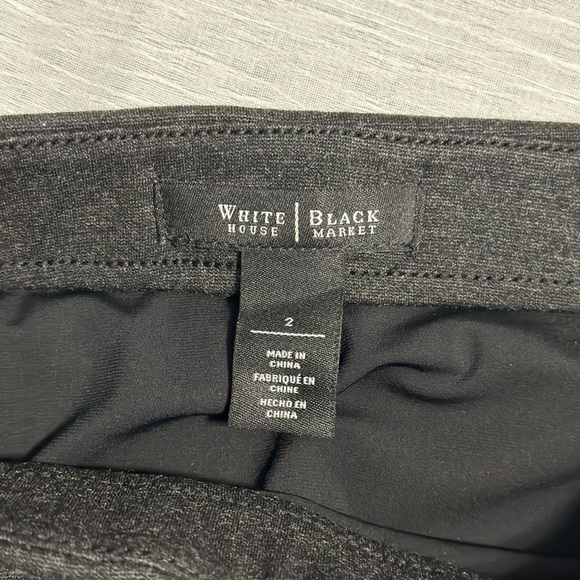 WHITE | BLACK
HOUSE | MARKET
2
MADE IN
CHINA
FABRIQUÉ EN
CHINE
HECHO EN
CHINA